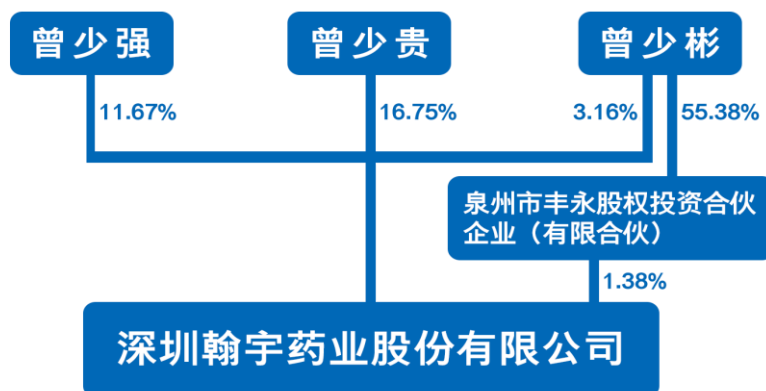 曾少强
曾少贵
曾少彬
11.67%
16.75%
3.16%
55.38%
泉州市丰永股权投资合伙
企业（有限合伙）
1.38%
深圳翰宇药业股份有限公司